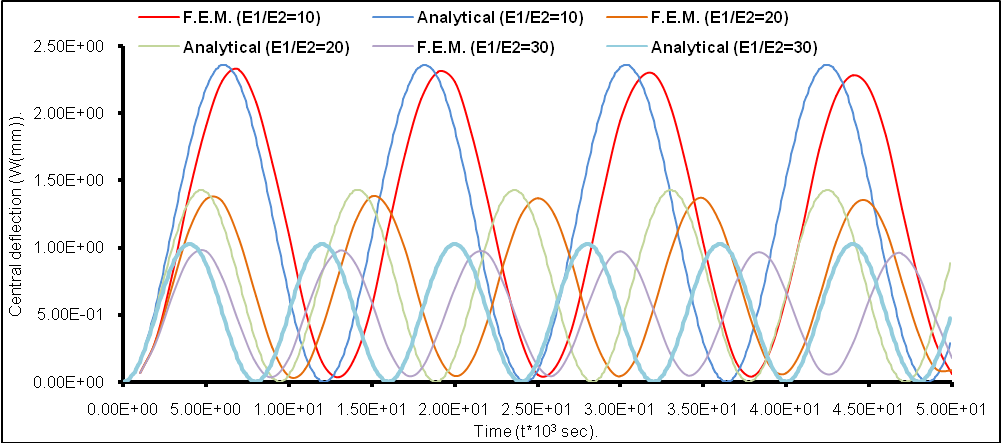 F.E.M. (E1/E2=10) Analytical (E1/E2=10) F.E.M. (E1/E2=20)
Analytical (E1/E2=20) F.E.M. (E1/E2=30) Analytical (E1/E2=30)
Central deflection (W(mm)).
2.50E+00
2.00E+00
1.50E+00
1.00E+00
5.00E-01
0.00E+00
0.00E+00 5.00E+00 1.00E+01 1.50E+01 2.00E+01 2.50E+01 3.00E+01 3.50E+01 4.00E+01 4.50E+01 5.00E+01
Time (t*10³ sec).